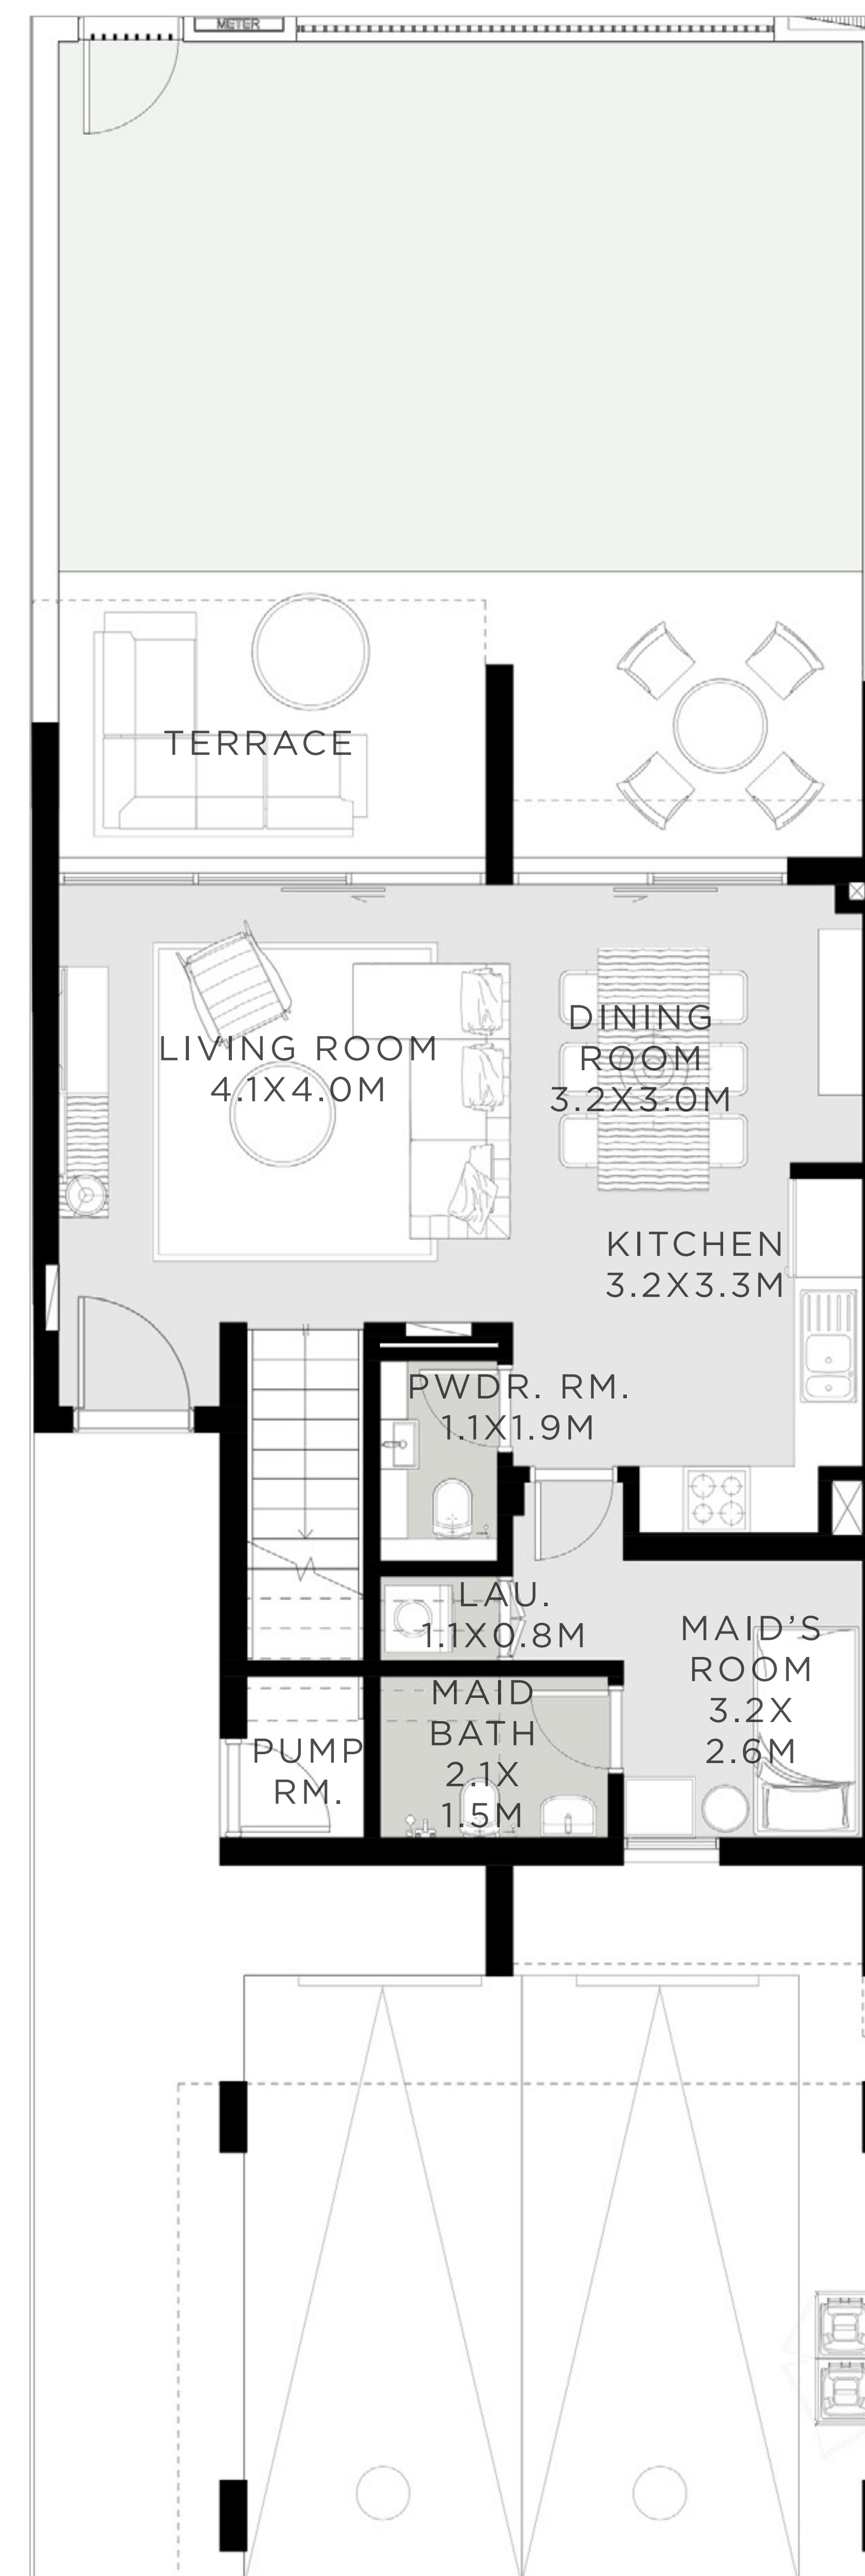 METER
TERRACE
LIVING ROOM
4.1X4.0M
DINING
ROOM
3.2X3.0M
KITCHEN
3.2X3.3M
PWDR. RM.
1.1X1.9M
LAU.
1.1X0.8M
MAID'S
ROOM
3.2X
2.6M
MAID
BATH
2.1X
1.5M
PUMP
RM.